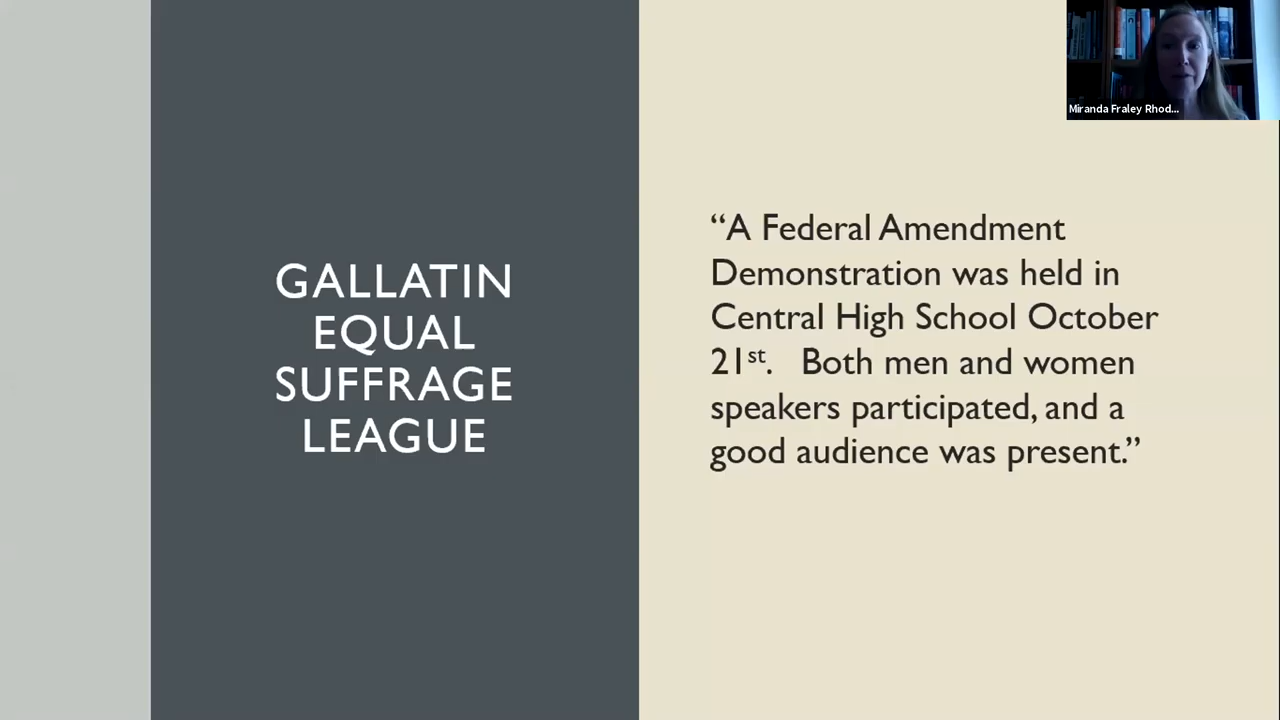 Miranda Fraley Rhod...
GALLATIN
EQUAL
SUFFRAGE
LEAGUE
“A Federal Amendment
Demonstration was held in
Central High School October
21st. Both men and women
speakers participated, and a
good audience was present.”